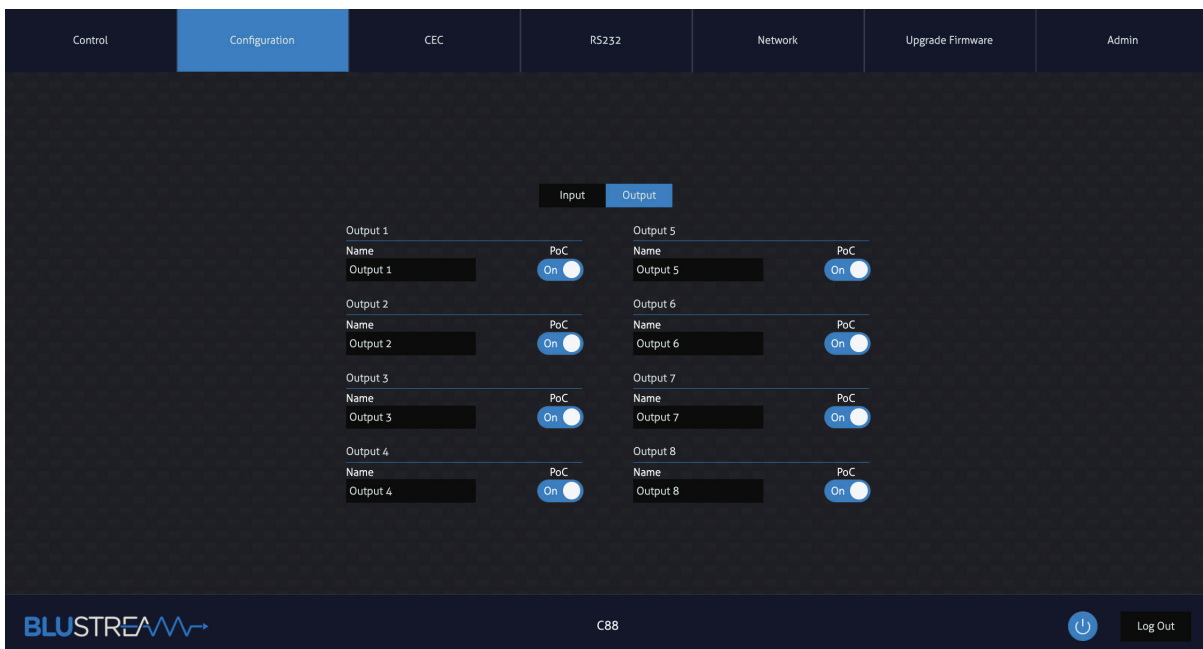 Control Configuration CEC RS232 Network Upgrade Firmware Admin
Input Output
Output 1 Output 5
Name PoC Name PoC
Output 1 On Output 5 On
Output 2 Output 6
Name PoC Name PoC
Output 2 On Output 6 On
Output 3 Output 7
Name PoC Name PoC
Output 3 On Output 7 On
Output 4 Output 8
Name PoC Name PoC
Output 4 On Output 8 On
BLUSTREAM C88 Log Out